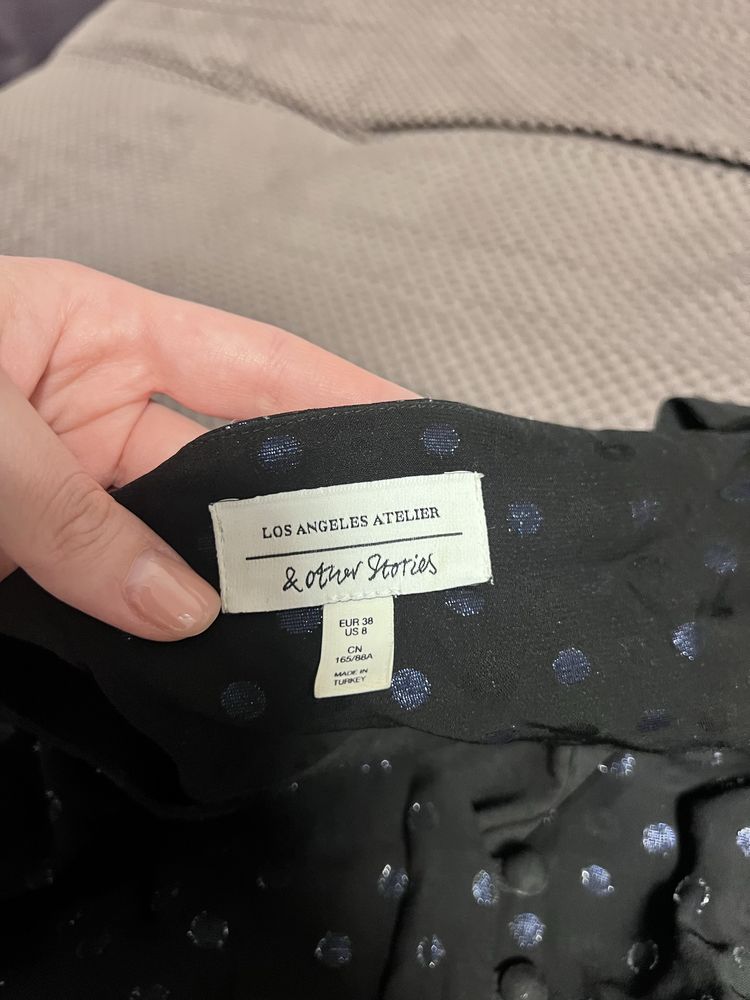 LOS ANGELES ATELIER
& other Stories
EUR 38
US 8
CN
165/88A
MADE IN
TURKEY